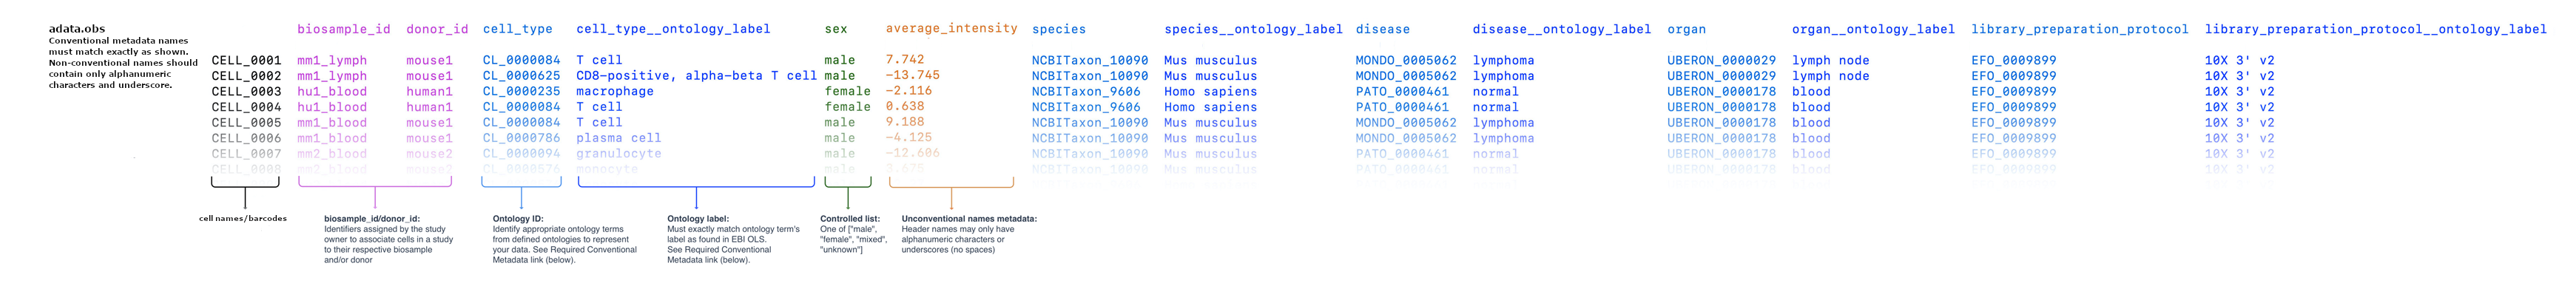 adata.obs
Conventional metadata names
must match exactly as shown.
Non-conventional names should
contain only alphanumeric
characters and underscore.
biosample_id donor_id cell_type cell_type__ontology_label sex average_intensity species species__ontology_label disease disease__ontology_label organ organ__ontology_label library_preparation_protocol library_preparation_protocol__ontology_label
CELL_0001 mm1_lymph mouse1 CL_0000084 T cell male 7.742 NCBITaxon_10090 Mus musculus MONDO_0005062 lymphoma UBERON_0000029 lymph node EFO_0009899 10X 3' v2
CELL_0002 mm1_lymph mouse1 CL_0000625 CD8-positive, alpha-beta T cell male -13.745 NCBITaxon_10090 Mus musculus MONDO_0005062 lymphoma UBERON_0000029 lymph node EFO_0009899 10X 3' v2
CELL_0003 hu1_blood human1 CL_0000235 macrophage female -2.116 NCBITaxon_9606 Homo sapiens PATO_0000461 normal UBERON_0000178 blood EFO_0009899 10X 3' v2
CELL_0004 hu1_blood human1 CL_0000084 T cell female 0.638 NCBITaxon_9606 Homo sapiens PATO_0000461 normal UBERON_0000178 blood EFO_0009899 10X 3' v2
CELL_0005 mm1_blood mouse1 CL_0000084 T cell male 9.188 NCBITaxon_10090 Mus musculus MONDO_0005062 lymphoma UBERON_0000178 blood EFO_0009899 10X 3' v2
CELL_0006 mm1_blood mouse1 CL_0000786 plasma cell male -4.125 NCBITaxon_10090 Mus musculus MONDO_0005062 lymphoma UBERON_0000178 blood EFO_0009899 10X 3' v2
CELL_0007 mm2_blood mouse2 CL_0000094 granulocyte male -12.606 NCBITaxon_10090 Mus musculus PATO_0000461 normal UBERON_0000178 blood EFO_0009899 10X 3' v2
CELL_0008 mm2_blood mouse2 CL_0000576 monocyte male 3.675 NCBITaxon_10090 Mus musculus PATO_0000461 normal UBERON_0000178 blood EFO_0009899 10X 3' v2
cell names/barcodes
biosample_id/donor_id:
Identifiers assigned by the study
owner to associate cells in a study
to their respective biosample
and/or donor
Ontology ID:
Identify appropriate ontology terms
from defined ontologies to represent
your data. See Required Conventional
Metadata link (below).
Ontology label:
Must exactly match ontology term's
label as found in EBI OLS.
See Required Conventional
Metadata link (below).
Controlled list:
One of ["male",
"female", "mixed",
"unknown"]
Unconventional names metadata:
Header names may only have
alphanumeric characters or
underscores (no spaces)